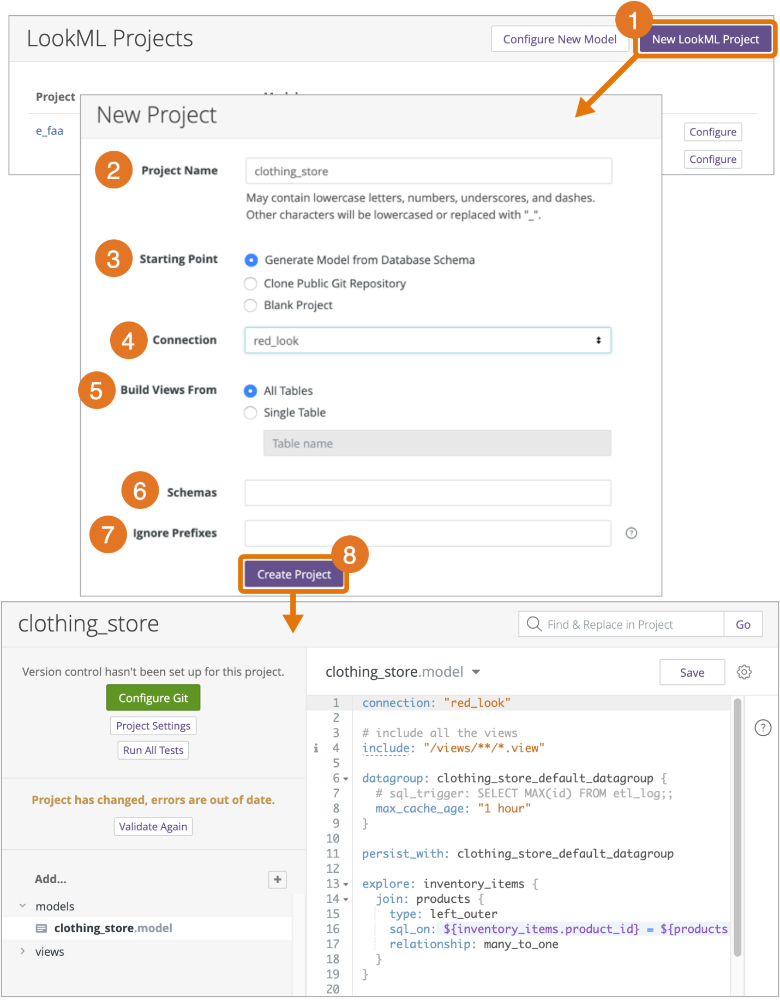 LookML Projects
Configure New Model
1
New LookML Project
Project
e_faa
Configure
Configure
New Project
2 Project Name clothing_store
May contain lowercase letters, numbers, underscores, and dashes.
Other characters will be lowercased or replaced with "_".
3 Starting Point Generate Model from Database Schema
Clone Public Git Repository
Blank Project
4 Connection red_look
5 Build Views From All Tables
Single Table
Table name
6 Schemas
7 Ignore Prefixes ?
8
Create Project
clothing_store
Find & Replace in Project Go
Version control hasn't been set up for this project.
Configure Git
Project Settings
Run All Tests
Project has changed, errors are out of date.
Validate Again
Add... +
models
clothing_store.model
views
clothing_store.model
Save
?
1 connection: "red_look"
2
3 # include all the views
i 4 include: "/views/**/*.view"
5
6 datagroup: clothing_store_default_datagroup {
7 # sql_trigger: SELECT MAX(id) FROM etl_log;;
8 max_cache_age: "1 hour"
9 }
10
11 persist_with: clothing_store_default_datagroup
12
13 explore: inventory_items {
14 join: products {
15 type: left_outer
16 sql_on: ${inventory_items.product_id} = ${products
17 relationship: many_to_one
18 }
19 }
20